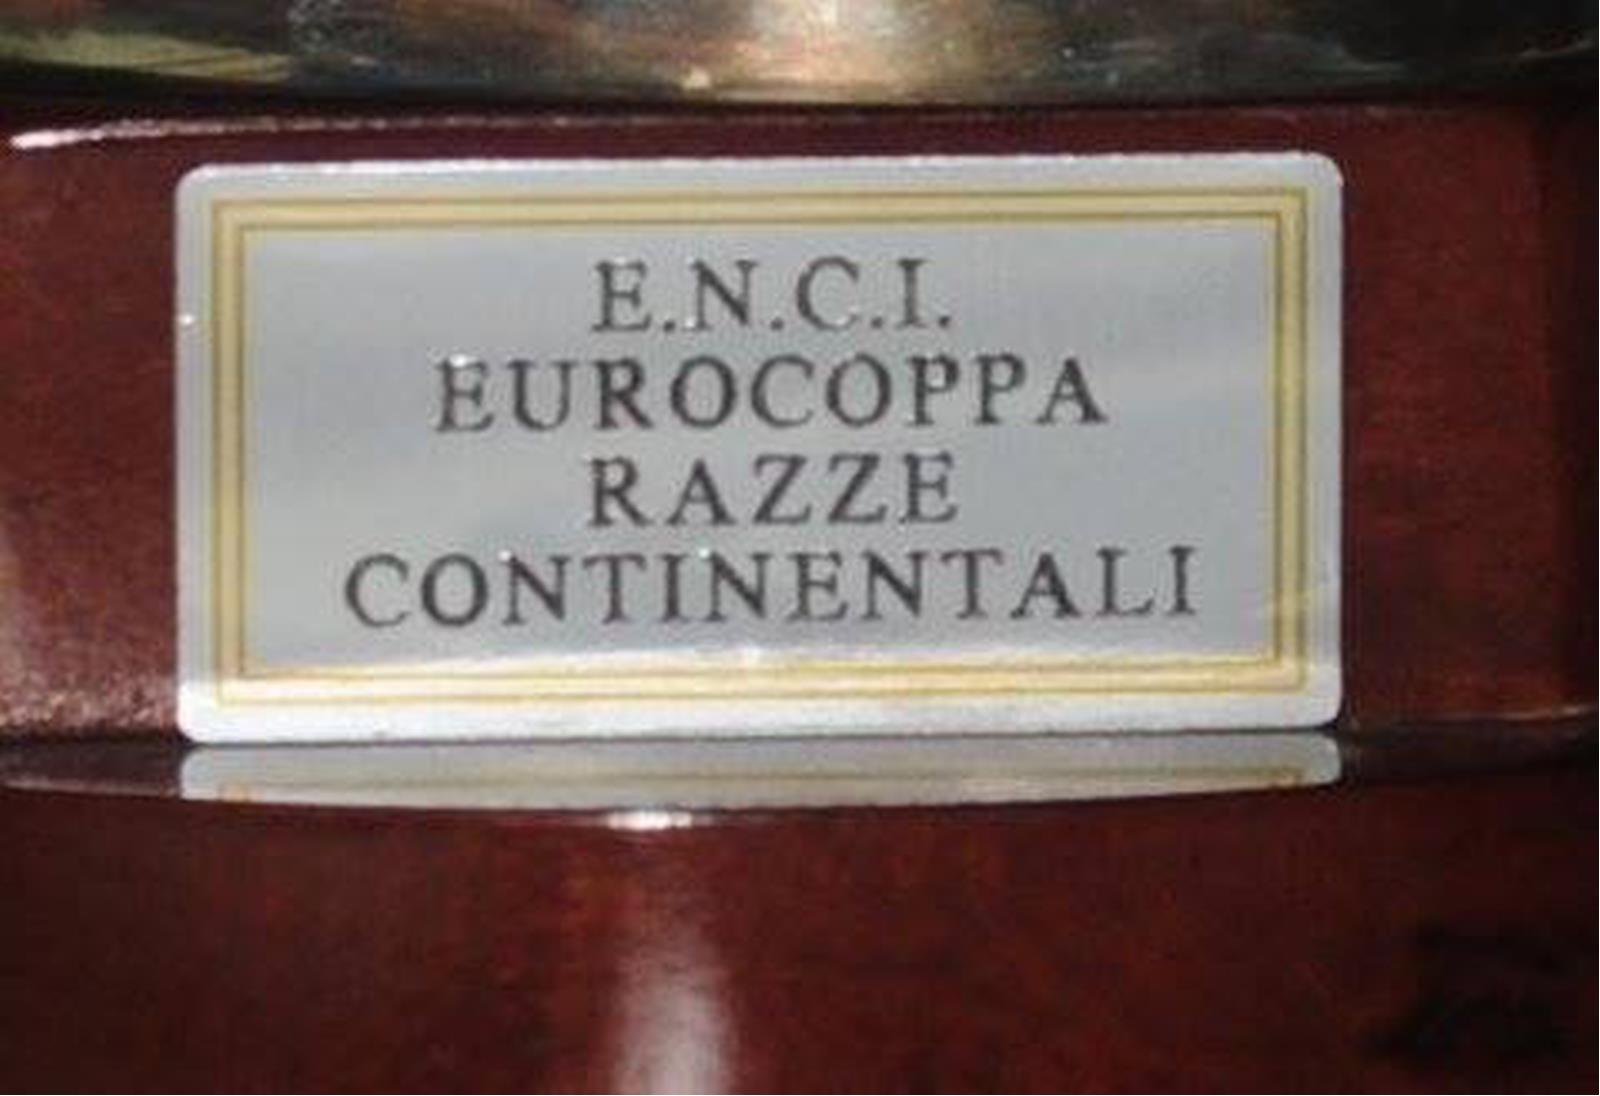 E.N.C.I.
EUROCOPPA
RAZZE
CONTINENTALI